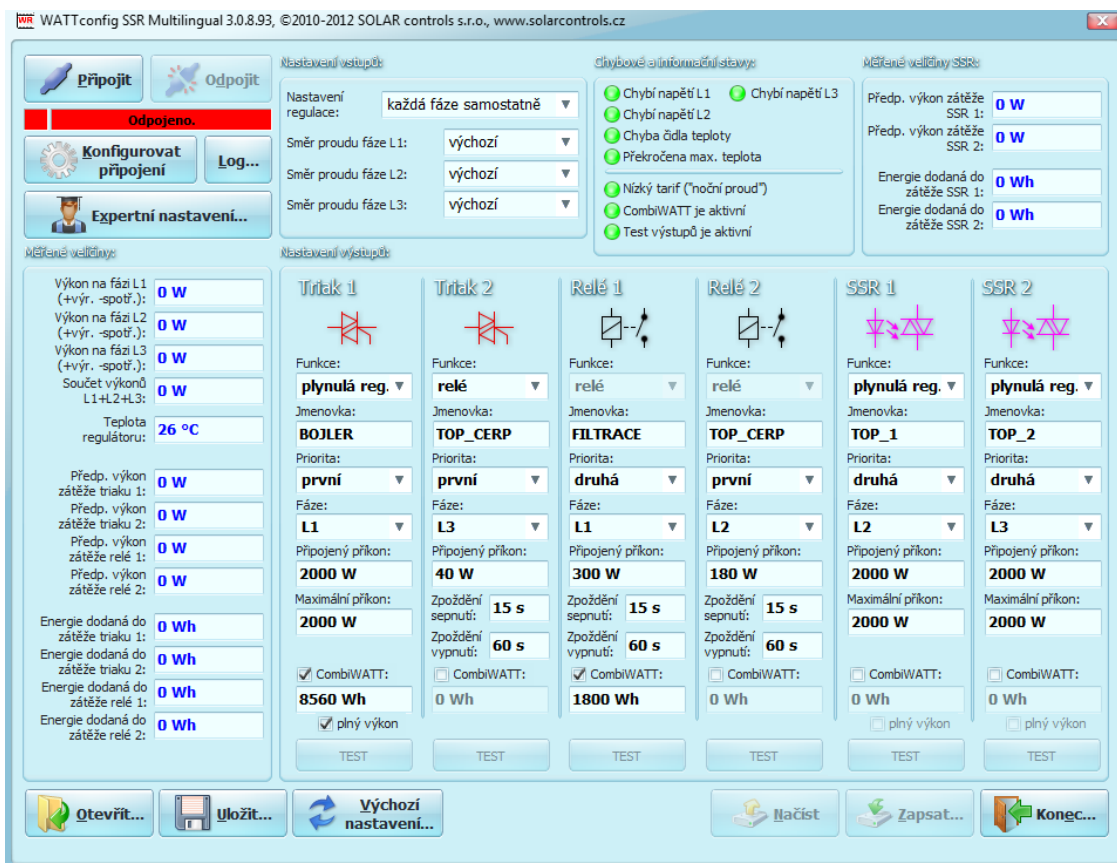 WATTconfig SSR Multilingual 3.0.8.93, ©2010-2012 SOLAR controls s.r.o., www.solarcontrols.cz
Připojit
Odpojit
Odpojeno.
Konfigurovat
připojení
Log...
Expertní nastavení...
Nastavení vstupů:
Nastavení
regulace:
každá fáze samostatně
Směr proudu fáze L1:
výchozí
Směr proudu fáze L2:
výchozí
Směr proudu fáze L3:
výchozí
Chybové a informační stavy:
Chybí napětí L1
Chybí napětí L3
Chybí napětí L2
Chyba čidla teploty
Překročena max. teplota
Nízký tarif ("noční proud")
CombiWATT je aktivní
Test výstupů je aktivní
Měřené veličiny SSR:
Předp. výkon zátěže
SSR 1:
0 W
Předp. výkon zátěže
SSR 2:
0 W
Energie dodaná do
zátěže SSR 1:
0 Wh
Energie dodaná do
zátěže SSR 2:
0 Wh
Měřené veličiny:
Výkon na fázi L1
(+výr. -spotř.):
0 W
Výkon na fázi L2
(+výr. -spotř.):
0 W
Výkon na fázi L3
(+výr. -spotř.):
0 W
Součet výkonů
L1+L2+L3:
0 W
Teplota
regulátoru:
26 °C
Předp. výkon
zátěže triaku 1:
0 W
Předp. výkon
zátěže triaku 2:
0 W
Předp. výkon
zátěže relé 1:
0 W
Předp. výkon
zátěže relé 2:
0 W
Energie dodaná do
zátěže triaku 1:
0 Wh
Energie dodaná do
zátěže triaku 2:
0 Wh
Energie dodaná do
zátěže relé 1:
0 Wh
Energie dodaná do
zátěže relé 2:
0 Wh
Nastavení výstupů:
Triak 1
Funkce:
plynulá reg.
Jmenovka:
BOJLER
Priorita:
první
Fáze:
L1
Připojený příkon:
2000 W
Maximální příkon:
2000 W
CombiWATT:
8560 Wh
plný výkon
TEST
Triak 2
Funkce:
relé
Jmenovka:
TOP_CERP
Priorita:
první
Fáze:
L3
Připojený příkon:
40 W
Zpoždění
sepnutí:
15 s
Zpoždění
vypnutí:
60 s
CombiWATT:
0 Wh
TEST
Relé 1
Funkce:
relé
Jmenovka:
FILTRACE
Priorita:
druhá
Fáze:
L1
Připojený příkon:
300 W
Zpoždění
sepnutí:
15 s
Zpoždění
vypnutí:
60 s
CombiWATT:
1800 Wh
TEST
Relé 2
Funkce:
relé
Jmenovka:
TOP_CERP
Priorita:
první
Fáze:
L2
Připojený příkon:
180 W
Zpoždění
sepnutí:
15 s
Zpoždění
vypnutí:
60 s
CombiWATT:
0 Wh
TEST
SSR 1
Funkce:
plynulá reg.
Jmenovka:
TOP_1
Priorita:
druhá
Fáze:
L2
Připojený příkon:
2000 W
Maximální příkon:
2000 W
CombiWATT:
0 Wh
plný výkon
TEST
SSR 2
Funkce:
plynulá reg.
Jmenovka:
TOP_2
Priorita:
druhá
Fáze:
L3
Připojený příkon:
2000 W
Maximální příkon:
2000 W
CombiWATT:
0 Wh
plný výkon
TEST
Otevřít...
Uložit...
Výchozí
nastavení...
Načíst
Zapsat...
Konec...